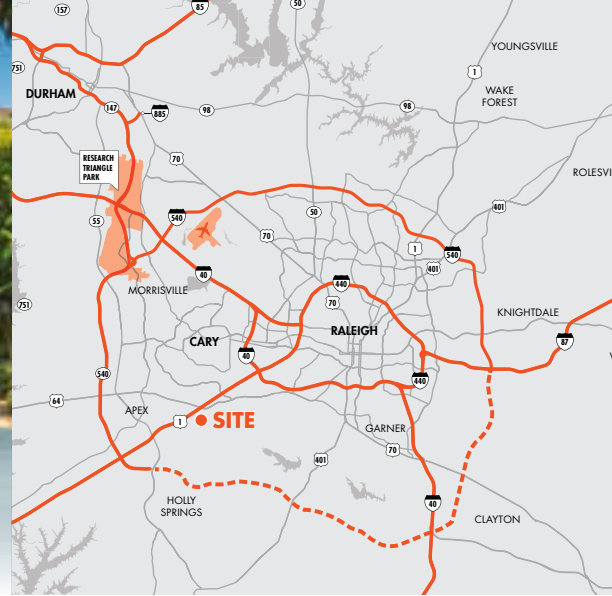 157
85
50
YOUNGSVILLE
751
1
DURHAM
WAKE
FOREST
147
885
98
98
RESEARCH
TRIANGLE
PARK
70
ROLESVI
401
50
540
55
70
1
540
401
40
MORRISVILLE
440
751
70
KNIGHTDALE
RALEIGH
CARY
87
40
540
440
64
APEX
1
SITE
GARNER
70
401
HOLLY
SPRINGS
40
CLAYTON